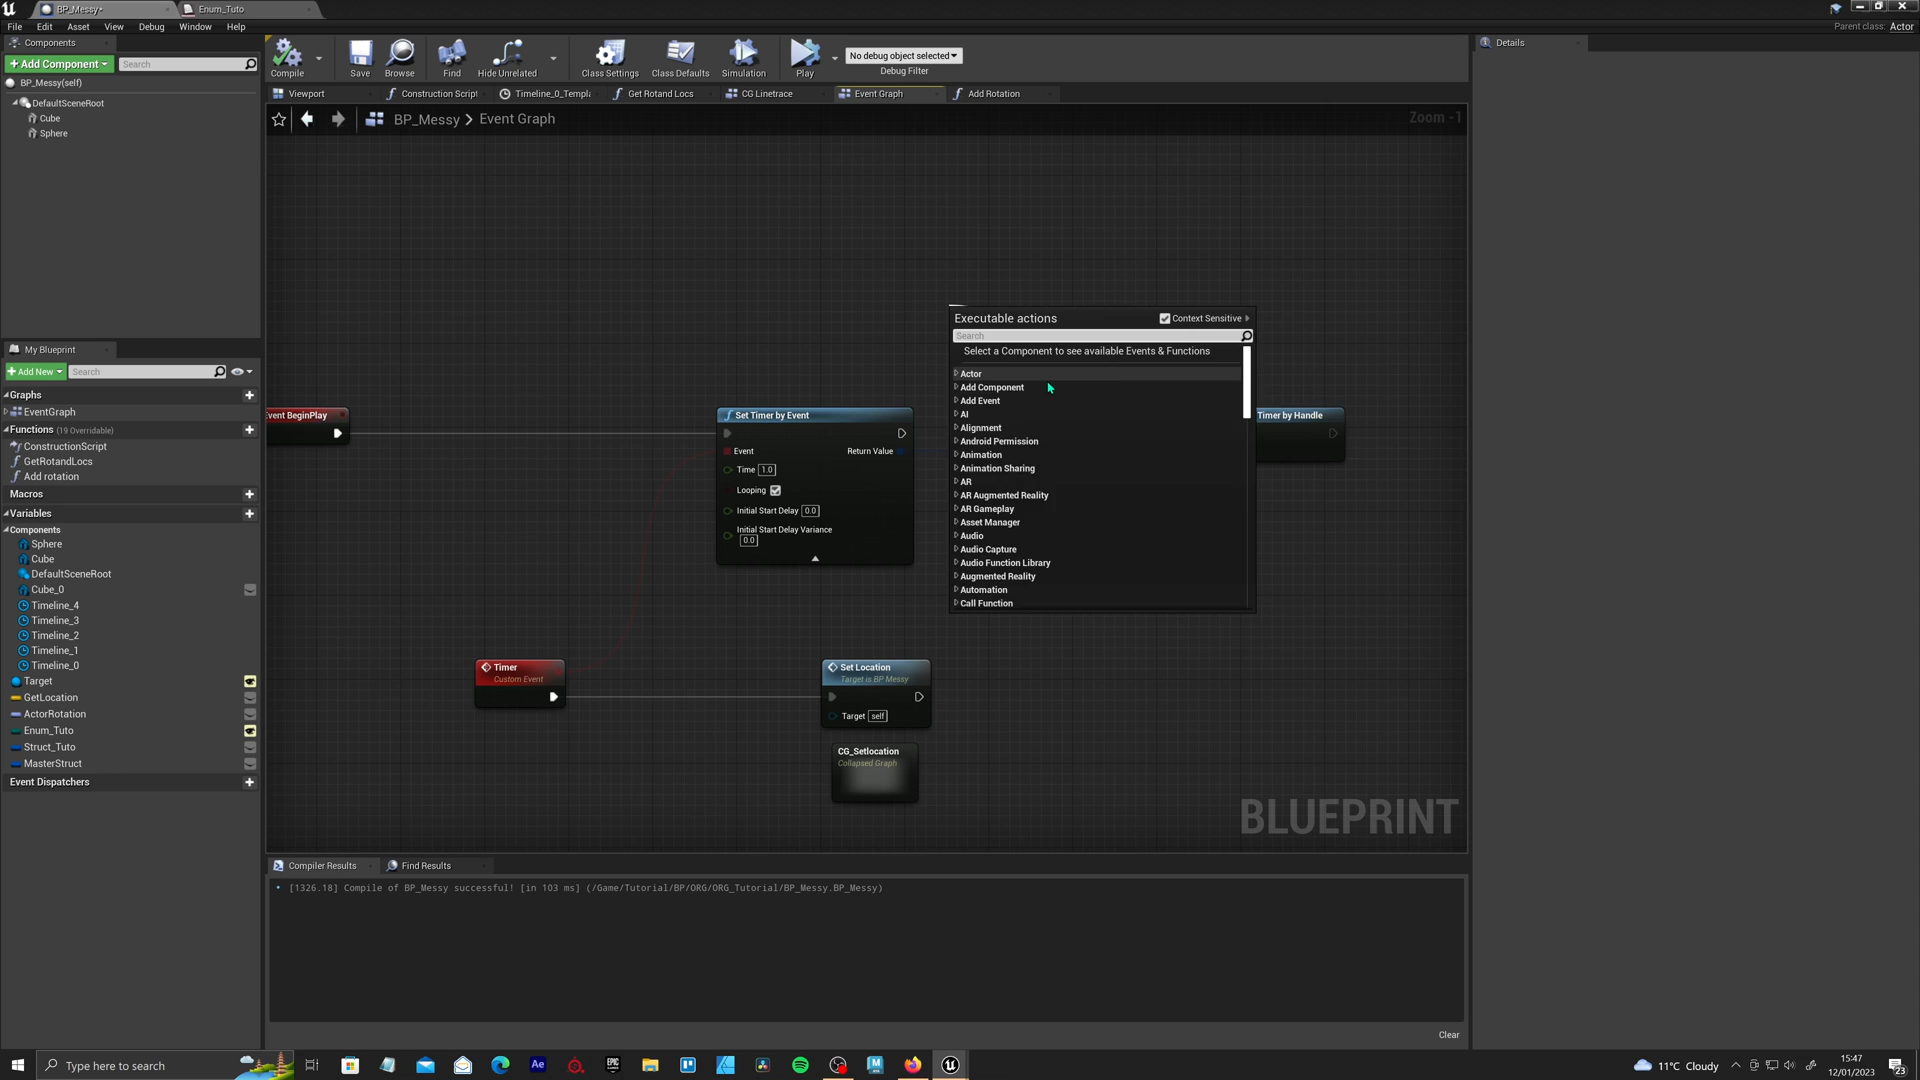 BP_Messy*
Enum_Tuto
File Edit Asset View Debug Window Help
Parent class: Actor
Components
+ Add Component
Search
BP_Messy(self)
DefaultSceneRoot
Cube
Sphere
Compile
Save
Browse
Find
Hide Unrelated
Class Settings
Class Defaults
Simulation
Play
No debug object selected
Debug Filter
Details
Viewport
Construction Script
Timeline_0_Templa
Get Rotand Locs
CG Linetrace
Event Graph
Add Rotation
BP_Messy > Event Graph
Zoom -1
My Blueprint
+ Add New
Search
Graphs
EventGraph
Functions (19 Overridable)
ConstructionScript
GetRotandLocs
Add rotation
Macros
Variables
Components
Sphere
Cube
DefaultSceneRoot
Cube_0
Timeline_4
Timeline_3
Timeline_2
Timeline_1
Timeline_0
Target
GetLocation
ActorRotation
Enum_Tuto
Struct_Tuto
MasterStruct
Event Dispatchers
Event BeginPlay
Set Timer by Event
Event
Return Value
Time 1.0
Looping
Initial Start Delay 0.0
Initial Start Delay Variance
0.0
Timer by Handle
Executable actions
Context Sensitive
Search
Select a Component to see available Events & Functions
Actor
Add Component
Add Event
AI
Alignment
Android Permission
Animation
Animation Sharing
AR
AR Augmented Reality
AR Gameplay
Asset Manager
Audio
Audio Capture
Audio Function Library
Augmented Reality
Automation
Call Function
Timer
Custom Event
Set Location
Target is BP Messy
Target self
CG_Setlocation
Collapsed Graph
BLUEPRINT
Compiler Results
Find Results
[1326.18] Compile of BP_Messy successful! [in 103 ms] (/Game/Tutorial/BP/ORG/ORG_Tutorial/BP_Messy.BP_Messy)
Clear
Type here to search
Ae
EPIC
11°C Cloudy
15:47
12/01/2023
23